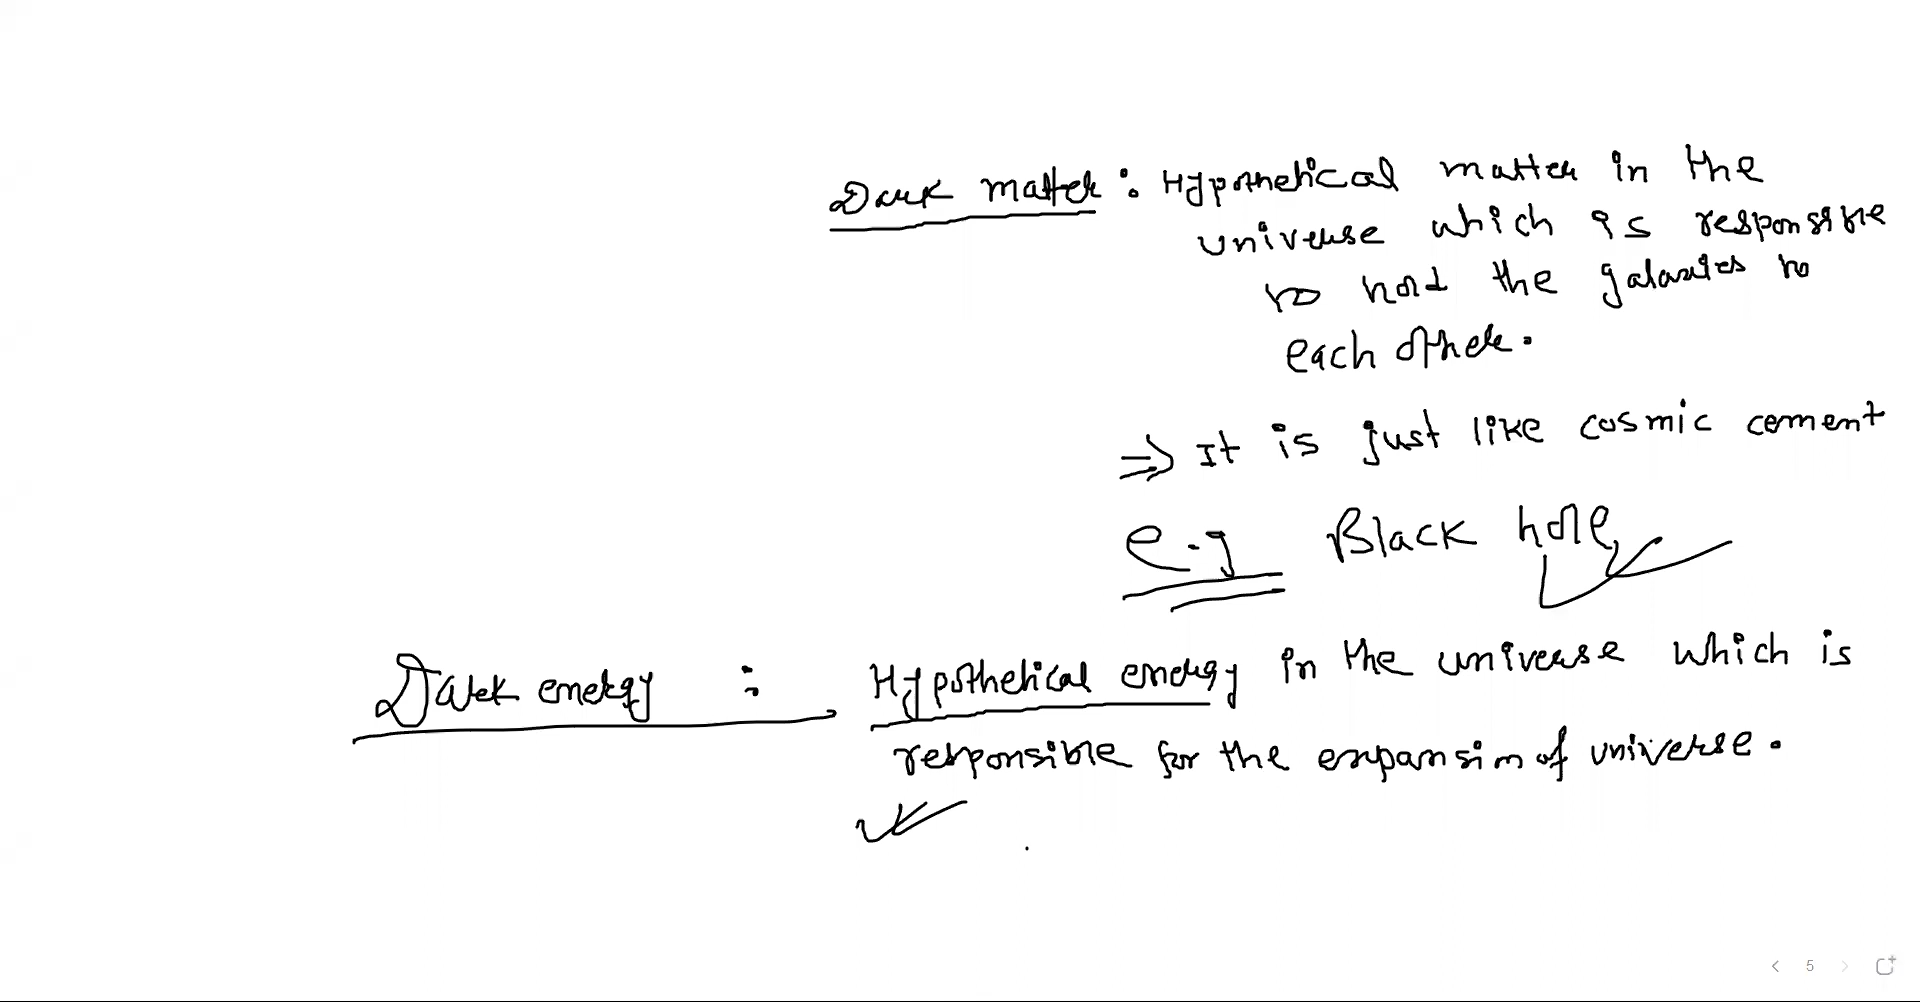 Dark matter : Hypothetical matter in the
universe which is responsible
to hold the galaxies to
each other.
⇒ It is just like cosmic cement
e.g Black hole
Dark energy : Hypothetical energy in the universe which is
responsible for the expansion of universe.
5